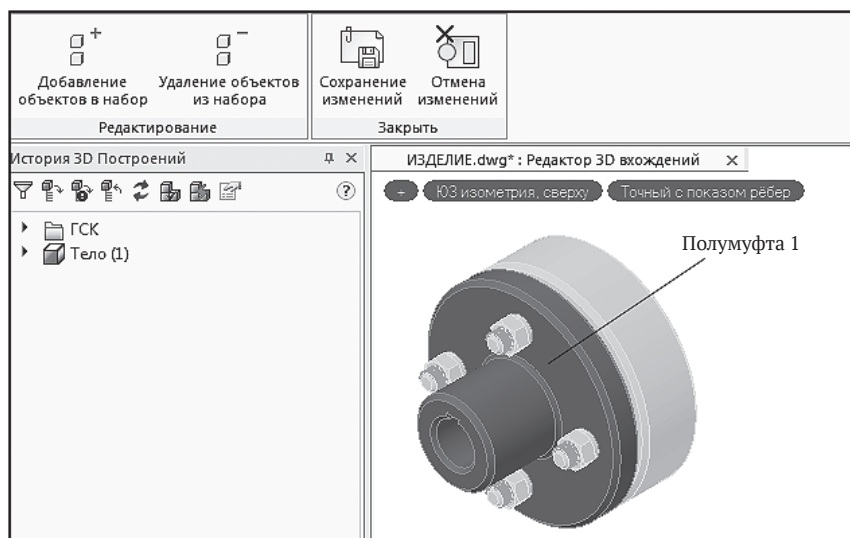 Добавление
объектов в набор
Удаление объектов
из набора
Сохранение
изменений
Отмена
изменений
Редактирование
Закрыть
История 3D Построений
ИЗДЕЛИЕ.dwg* : Редактор 3D вхождений
+
ЮЗ изометрия, сверху
Точный с показом рёбер
ГСК
Тело (1)
Полумуфта 1